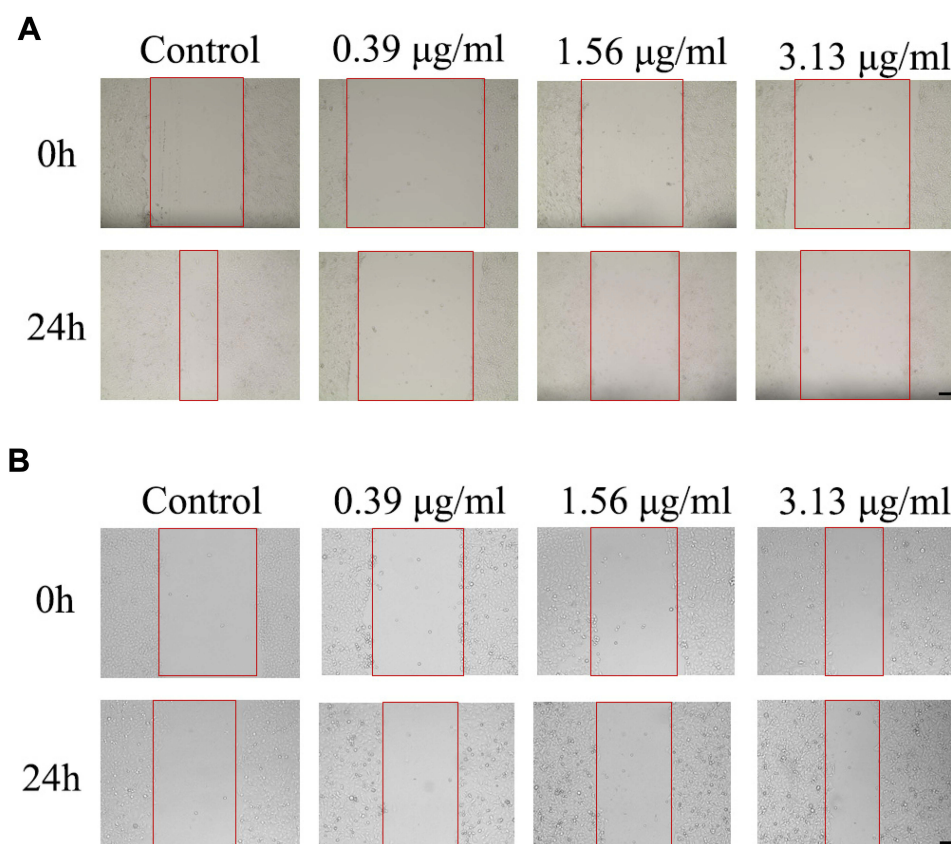 A
Control 0.39 μg/ml 1.56 μg/ml 3.13 μg/ml
0h
24h
B
Control 0.39 μg/ml 1.56 μg/ml 3.13 μg/ml
0h
24h